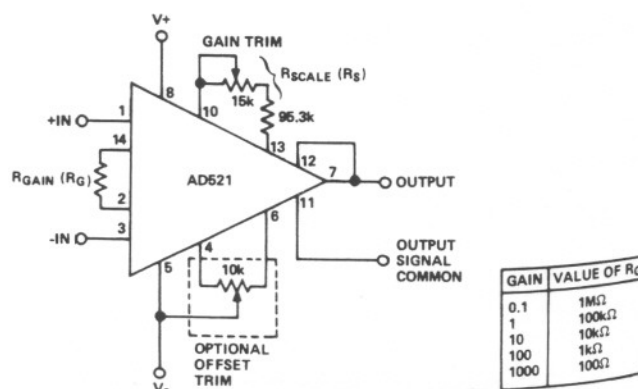 V+
GAIN TRIM
RSCALE (RS)
15k
95.3k
8
10
13
+IN
1
14
RGAIN (RG)
2
-IN
3
AD521
12
7
OUTPUT
11
6
4
5
10k
OUTPUT
SIGNAL
COMMON
OPTIONAL
OFFSET
TRIM
GAIN VALUE OF RG
0.1 1MΩ
1 100kΩ
10 10kΩ
100 1kΩ
1000 100Ω